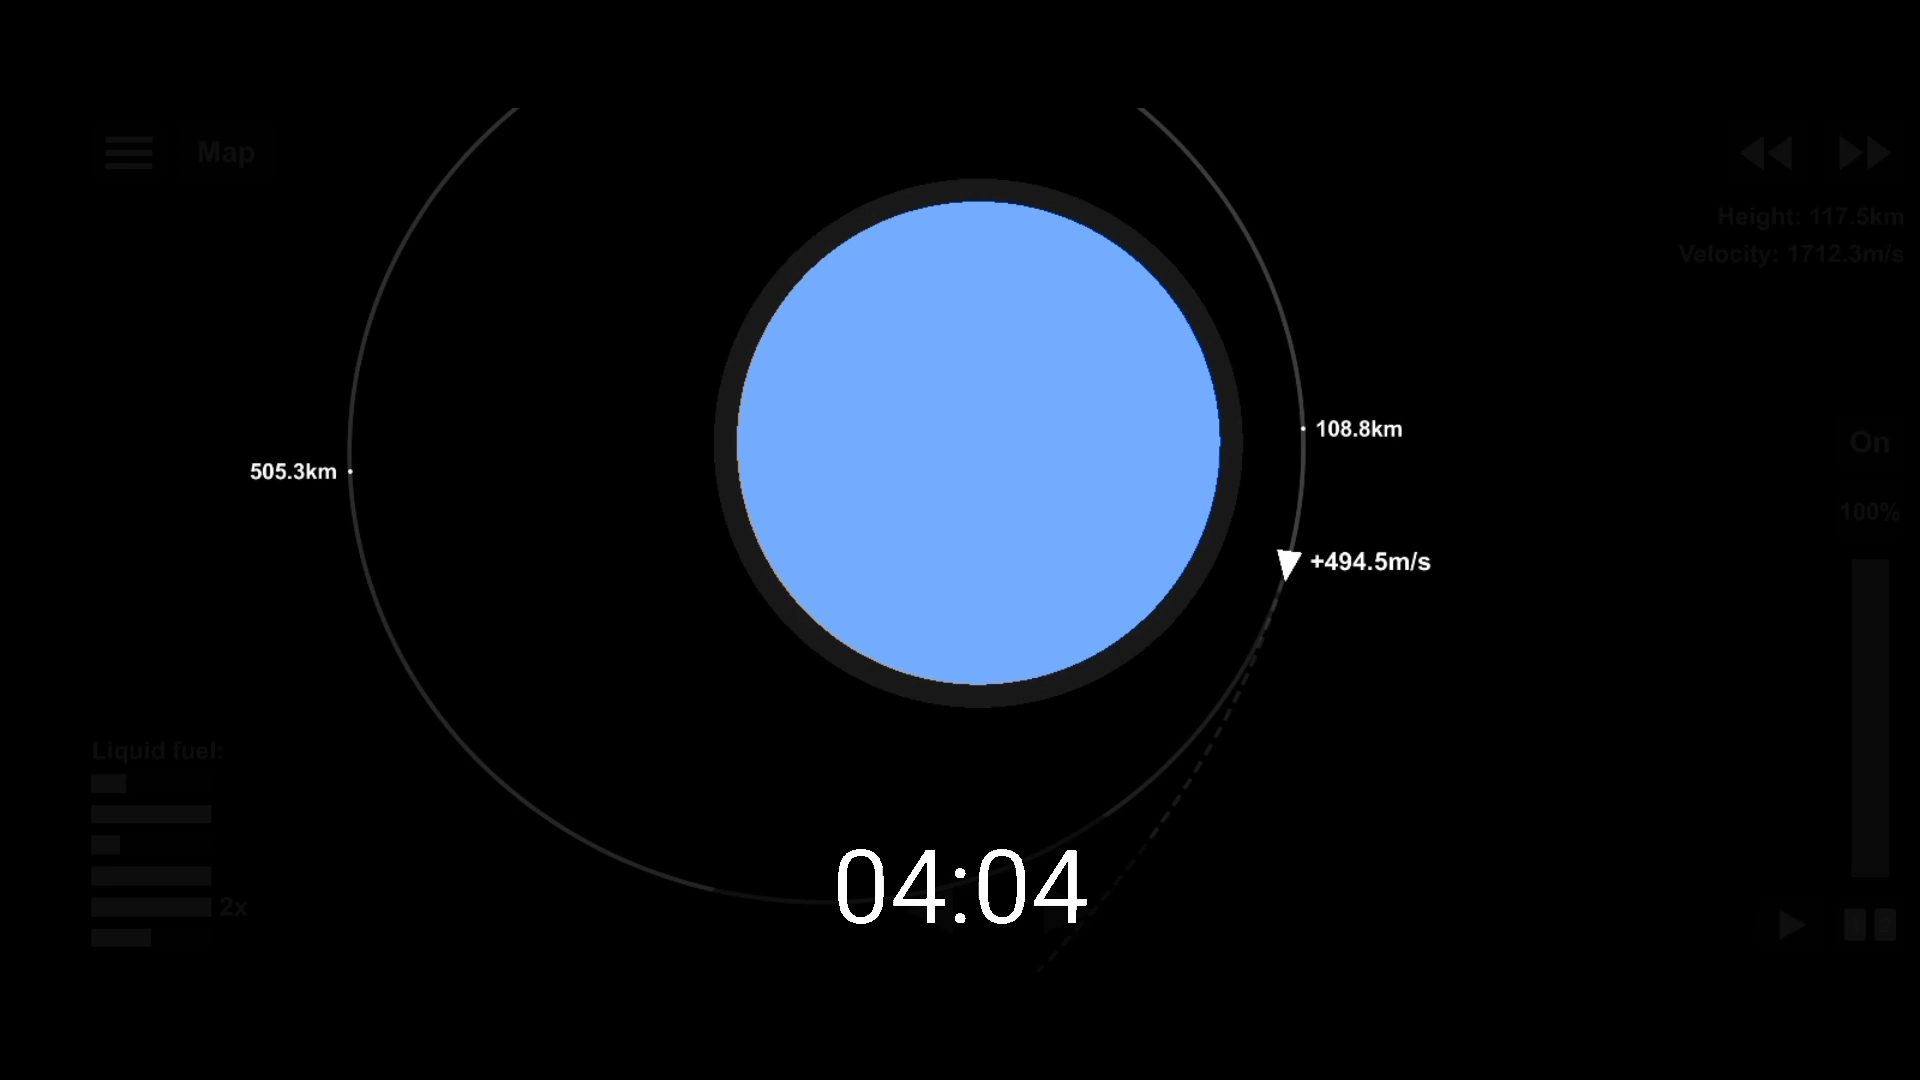 Map
Height: 117.5km
Velocity: 1712.3m/s
108.8km
On
505.3km
100%
+494.5m/s
Liquid fuel:
04:04
2x